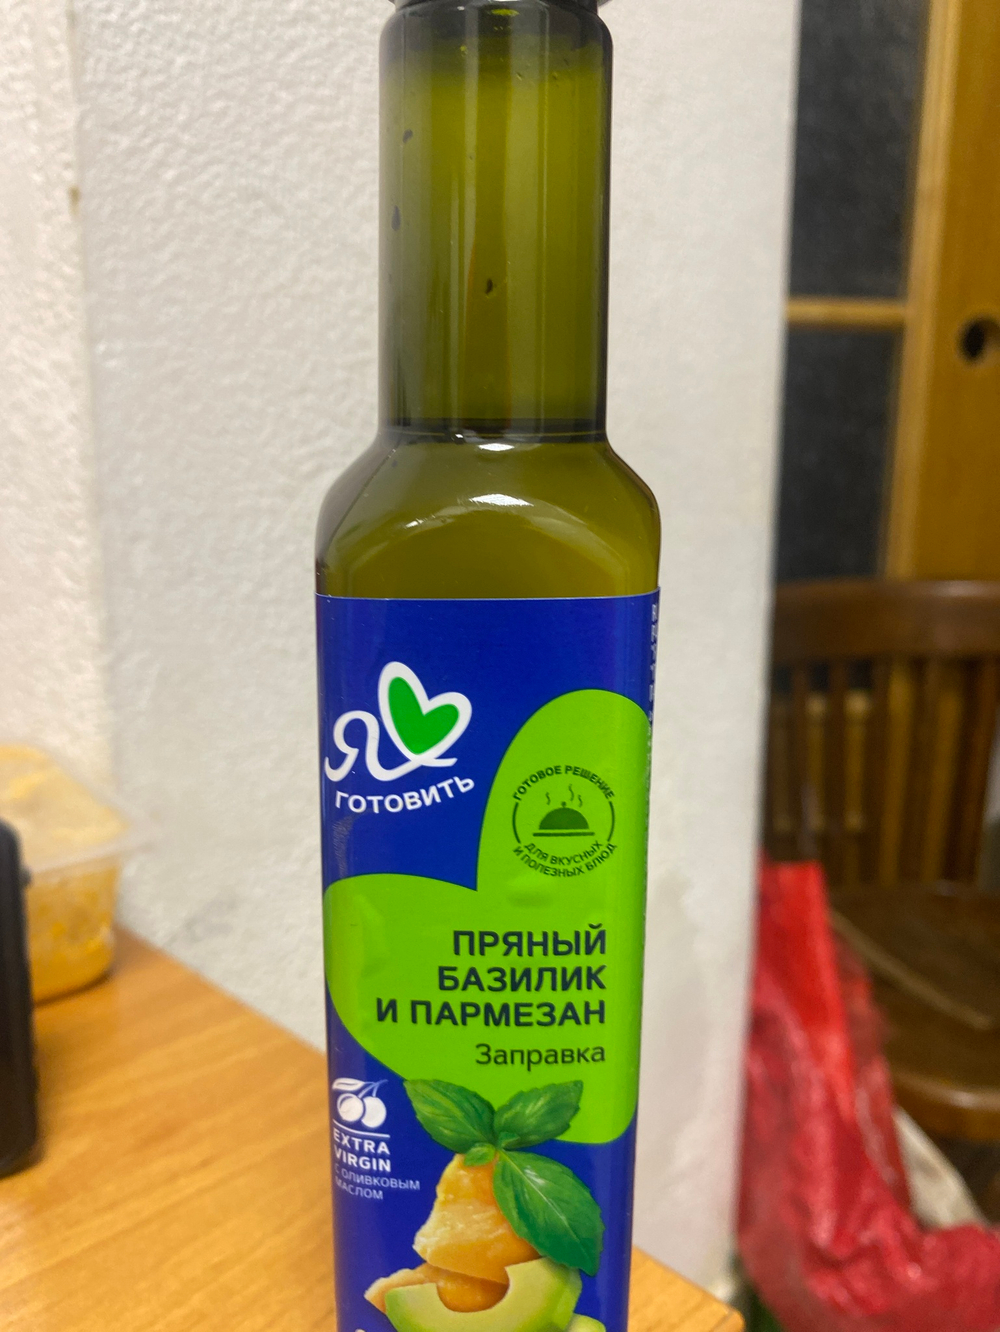 Я
ГОТОВИТЬ
ГОТОВОЕ РЕШЕНИЕ
ДЛЯ ВКУСНЫХ
И ПОЛЕЗНЫХ БЛЮД
ПРЯНЫЙ
БАЗИЛИК
И ПАРМЕЗАН
Заправка
EXTRA
VIRGIN
С ОЛИВКОВЫМ
МАСЛОМ